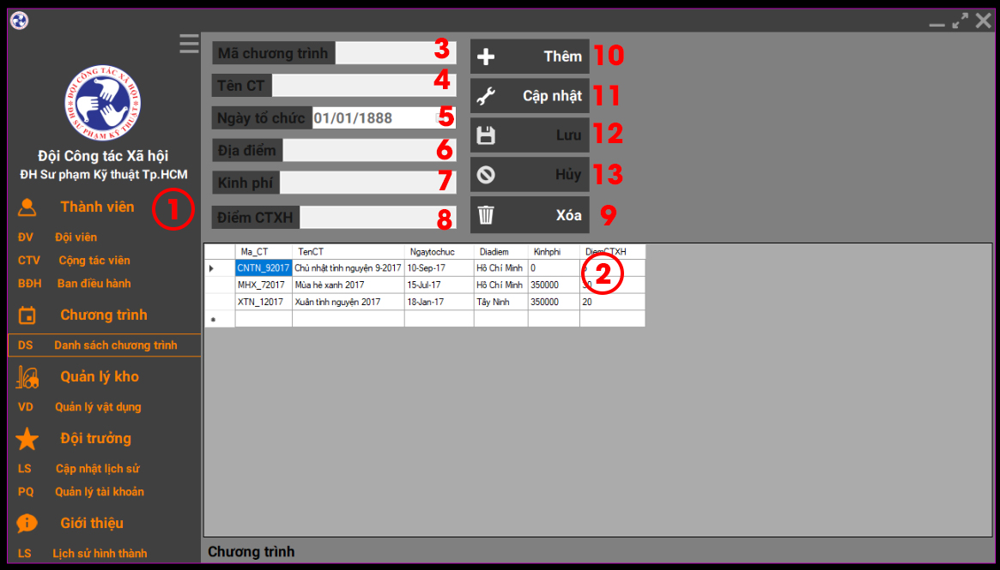 ĐỘI CÔNG TÁC XÃ HỘI
ĐH SƯ PHẠM KỸ THUẬT
Đội Công tác Xã hội
ĐH Sư phạm Kỹ thuật Tp.HCM
Thành viên 1
ĐV Đội viên
CTV Cộng tác viên
BĐH Ban điều hành
Chương trình
DS Danh sách chương trình
Quản lý kho
VD Quản lý vật dụng
Đội trưởng
LS Cập nhật lịch sử
PQ Quản lý tài khoản
Giới thiệu
LS Lịch sử hình thành
Mã chương trình 3
Tên CT 4
Ngày tổ chức 01/01/1888 5
Địa điểm 6
Kinh phí 7
Điểm CTXH 8
Thêm 10
Cập nhật 11
Lưu 12
Hủy 13
Xóa 9
Ma_CT TenCT Ngaytochuc Diadiem Kinhphi DiemCTXH
CNTN_92017 Chủ nhật tình nguyện 9-2017 10-Sep-17 Hồ Chí Minh 0
2
MHX_72017 Mùa hè xanh 2017 15-Jul-17 Hồ Chí Minh 350000
XTN_12017 Xuân tình nguyện 2017 18-Jan-17 Tây Ninh 350000 20
Chương trình